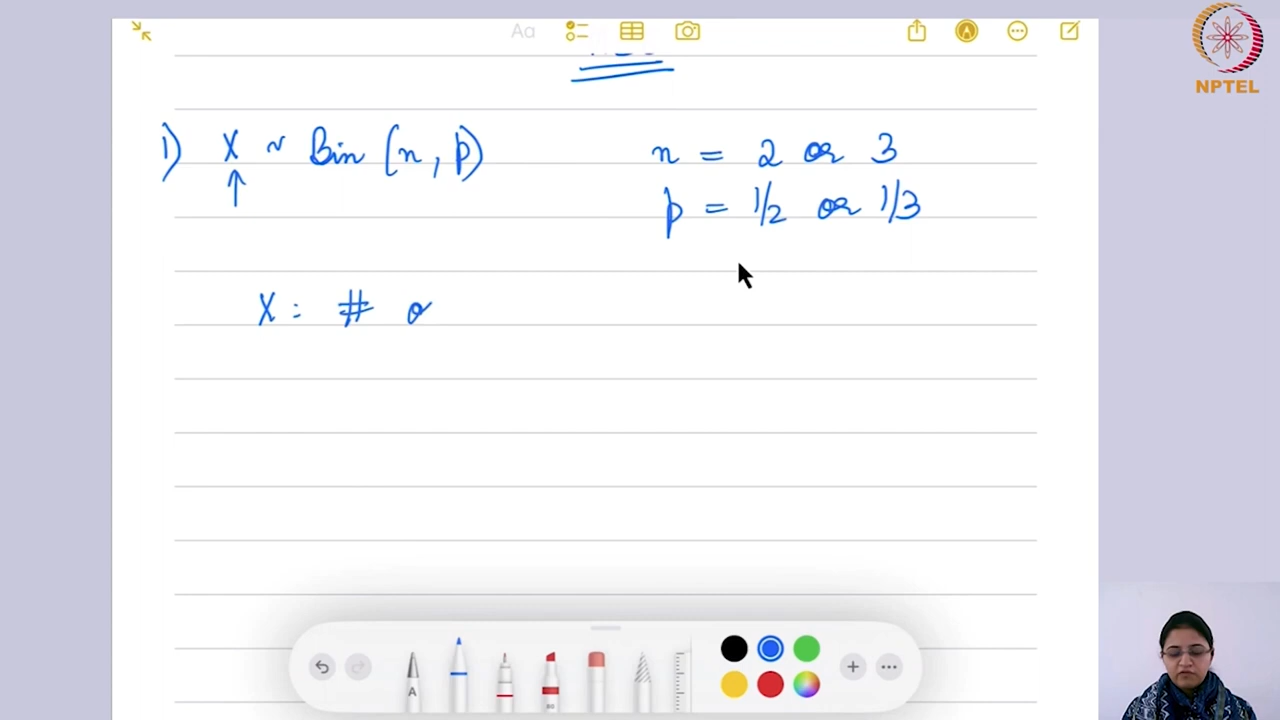 NPTEL
1) X ~ Bin (n, p)
n = 2 or 3
p = 1/2 or 1/3
X : # o